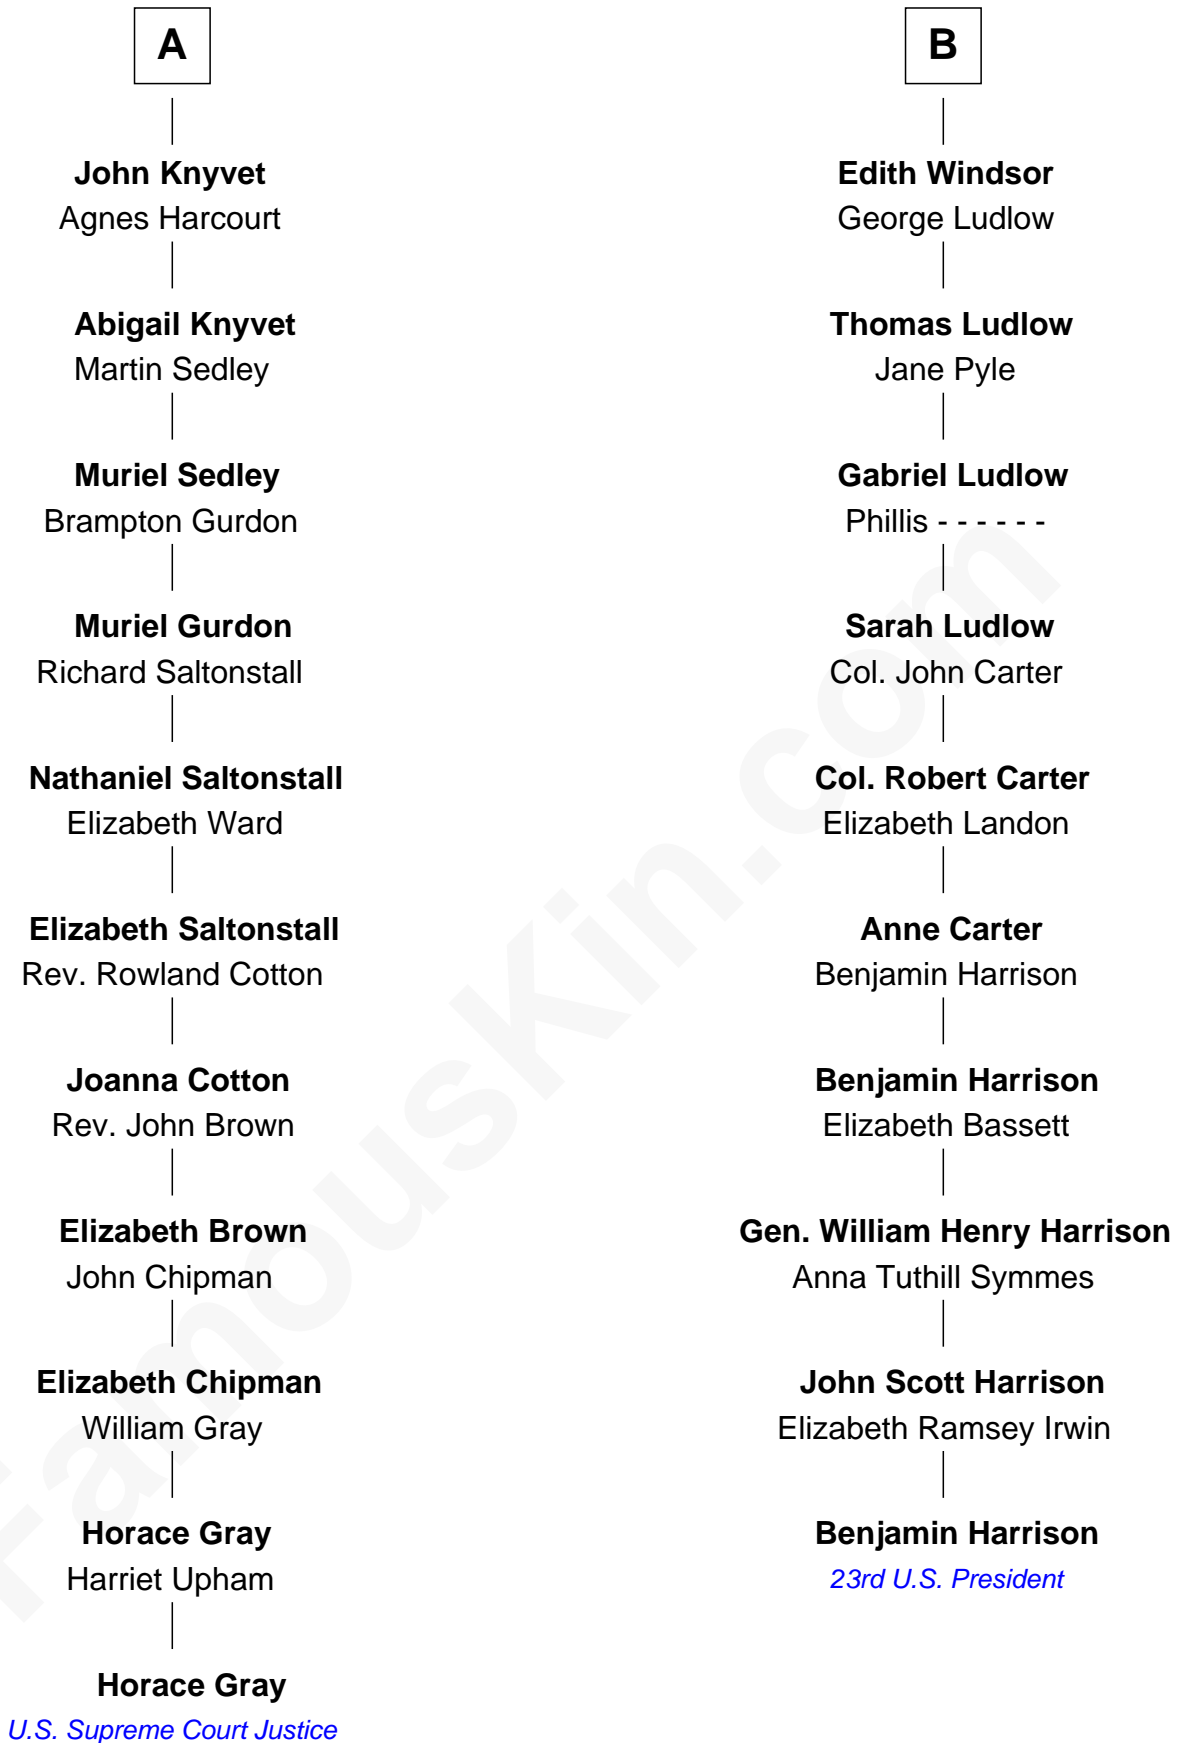 A
John Knyvet
Agnes Harcourt
Abigail Knyvet
Martin Sedley
Muriel Sedley
Brampton Gurdon
Muriel Gurdon
Richard Saltonstall
Nathaniel Saltonstall
Elizabeth Ward
Elizabeth Saltonstall
Rev. Rowland Cotton
Joanna Cotton
Rev. John Brown
Elizabeth Brown
John Chipman
Elizabeth Chipman
William Gray
Horace Gray
Harriet Upham
Horace Gray
U.S. Supreme Court Justice
B
Edith Windsor
George Ludlow
Thomas Ludlow
Jane Pyle
Gabriel Ludlow
Phillis - - - - - -
Sarah Ludlow
Col. John Carter
Col. Robert Carter
Elizabeth Landon
Anne Carter
Benjamin Harrison
Benjamin Harrison
Elizabeth Bassett
Gen. William Henry Harrison
Anna Tuthill Symmes
John Scott Harrison
Elizabeth Ramsey Irwin
Benjamin Harrison
23rd U.S. President
FamousKin.com